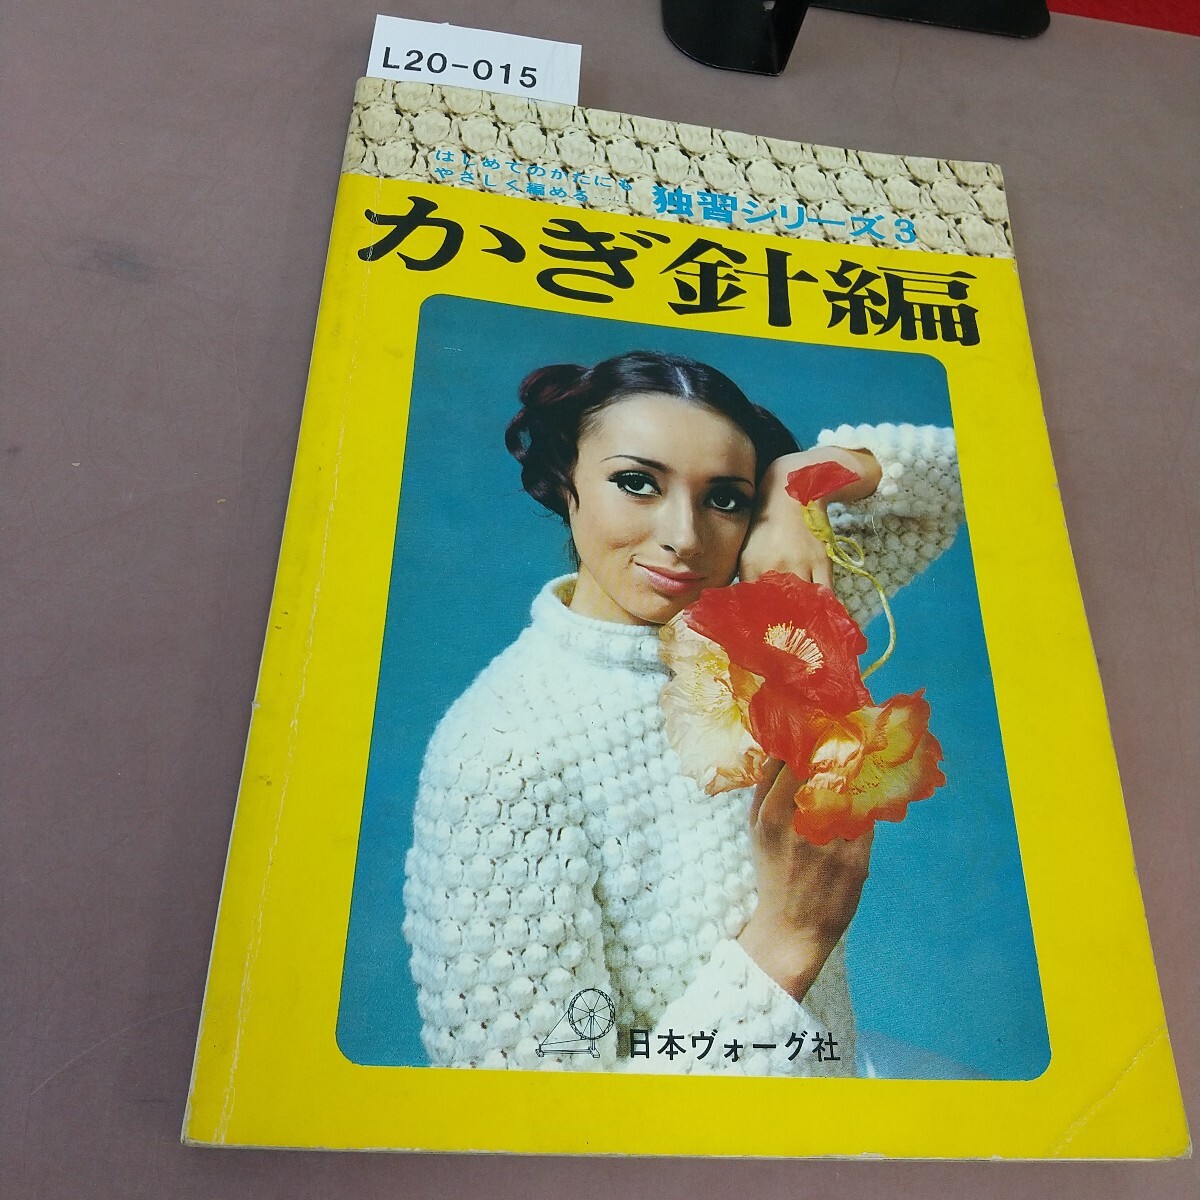 L20-015
はじめてのかたにも
やさしく編める
独習シリーズ3
かぎ針編
日本ヴォーグ社